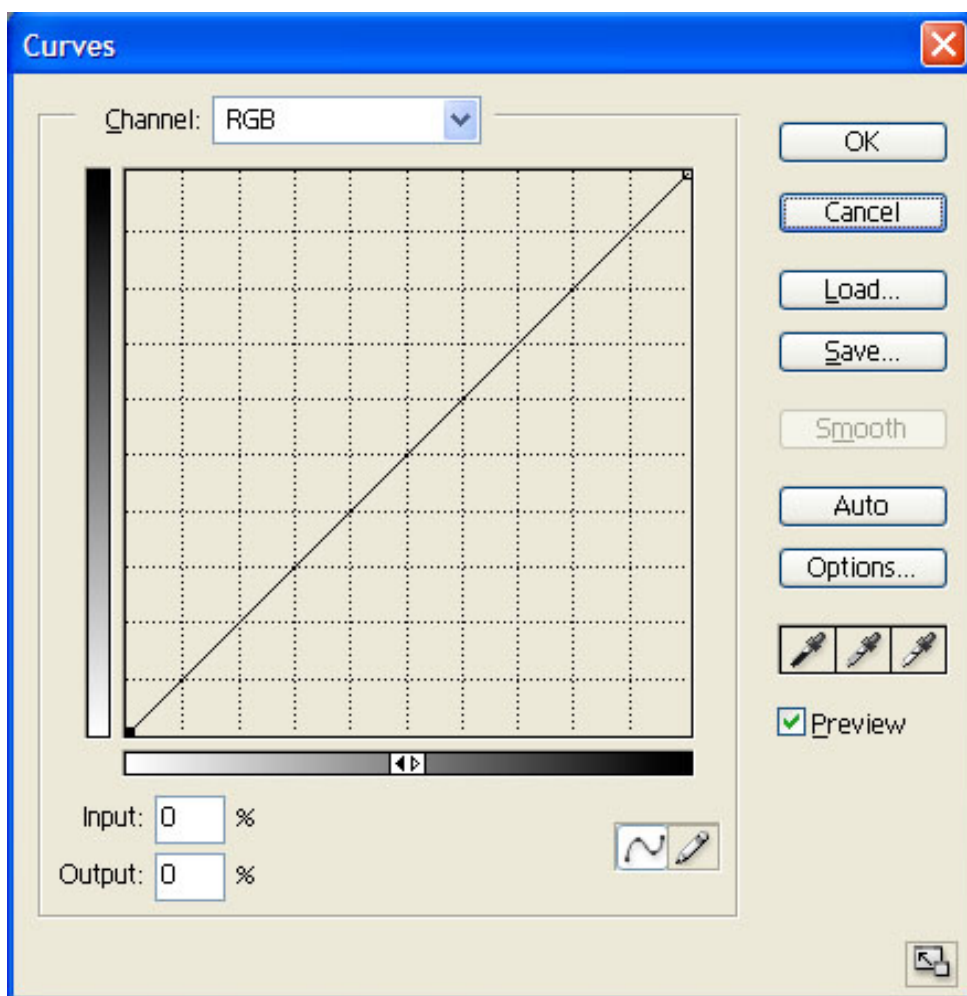 Curves
Channel: RGB
OK
Cancel
Load...
Save...
Smooth
Auto
Options...
Preview
Input: 0 %
Output: 0 %